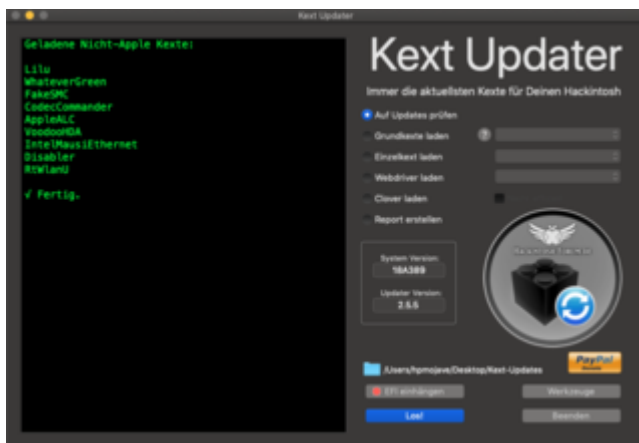 Kext Updater
Geladene Nicht-Apple Kexte:
Lilu
WhateverGreen
FakeSMC
CodecCommander
AppleALC
VoodooHDA
IntelMausiEthernet
Disabler
RtWlanU
√ Fertig.
Kext Updater
Immer die aktuellsten Kexte für Deinen Hackintosh
Auf Updates prüfen
Grundkexte laden
?
Einzelkext laden
Webdriver laden
Clover laden
Report erstellen
System Version:
18A389
Updater Version:
2.5.5
PayPal
/Users/hpmojave/Desktop/Kext-Updates
EFI einhängen
Werkzeuge
Los!
Beenden